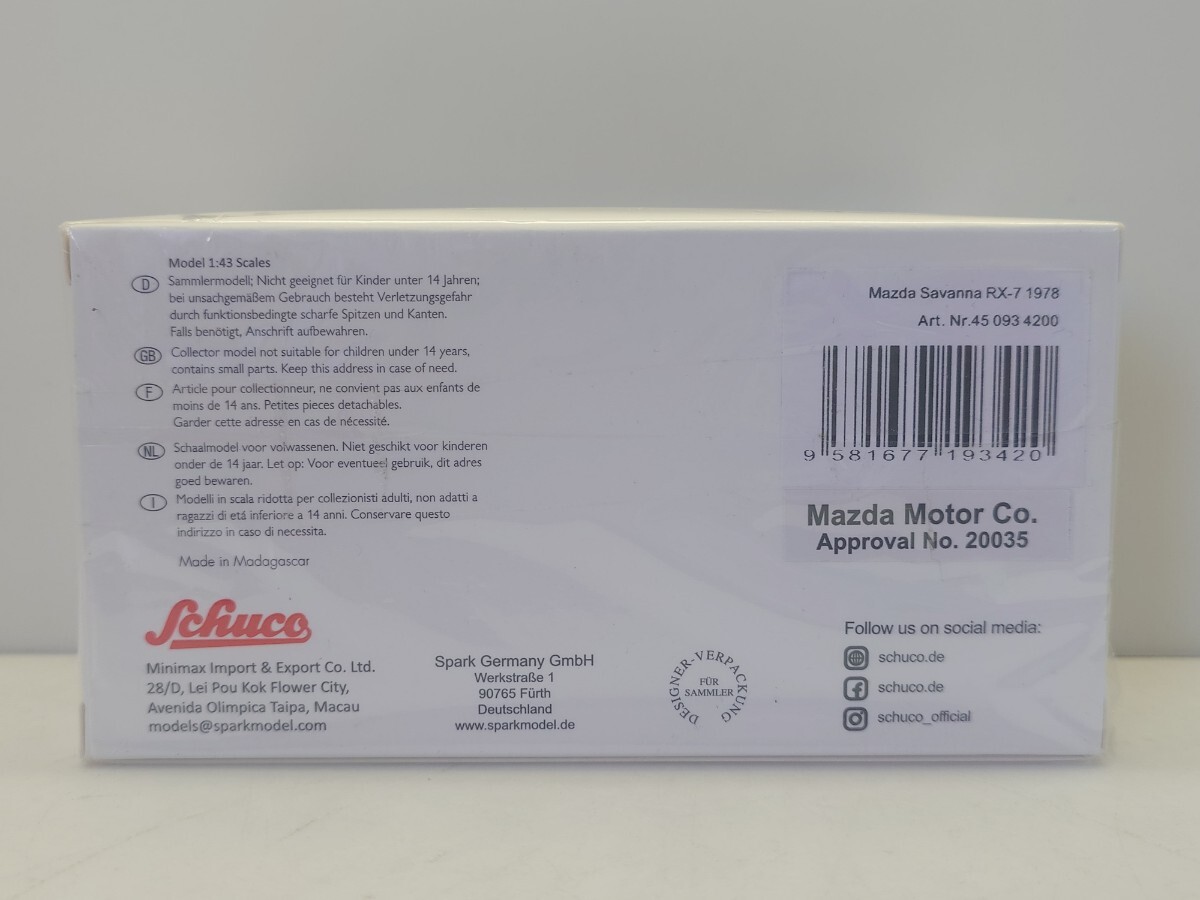 Model 1:43 Scales
D
Sammlermodell; Nicht geeignet für Kinder unter 14 Jahren;
bei unsachgemäßem Gebrauch besteht Verletzungsgefahr
durch funktionsbedingte scharfe Spitzen und Kanten.
Falls benötigt, Anschrift aufbewahren.
GB
Collector model not suitable for children under 14 years,
contains small parts. Keep this address in case of need.
F
Article pour collectionneur, ne convient pas aux enfants de
moins de 14 ans. Petites pieces detachables.
Garder cette adresse en cas de nécessité.
NL
Schaalmodel voor volwassenen. Niet geschikt voor kinderen
onder de 14 jaar. Let op: Voor eventueel gebruik, dit adres
goed bewaren.
I
Modelli in scala ridotta per collezionisti adulti, non adatti a
ragazzi di etá inferiore a 14 anni. Conservare questo
indirizzo in caso di necessita.
Made in Madagascar
Schuco
Minimax Import & Export Co. Ltd.
28/D, Lei Pou Kok Flower City,
Avenida Olimpica Taipa, Macau
models@sparkmodel.com
Spark Germany GmbH
Werkstraße 1
90765 Fürth
Deutschland
www.sparkmodel.de
DESIGNER-VERPACKUNG
FÜR
SAMMLER
Mazda Savanna RX-7 1978
Art. Nr.45 093 4200
9 581677 193420
Mazda Motor Co.
Approval No. 20035
Follow us on social media:
schuco.de
schuco.de
schuco_official